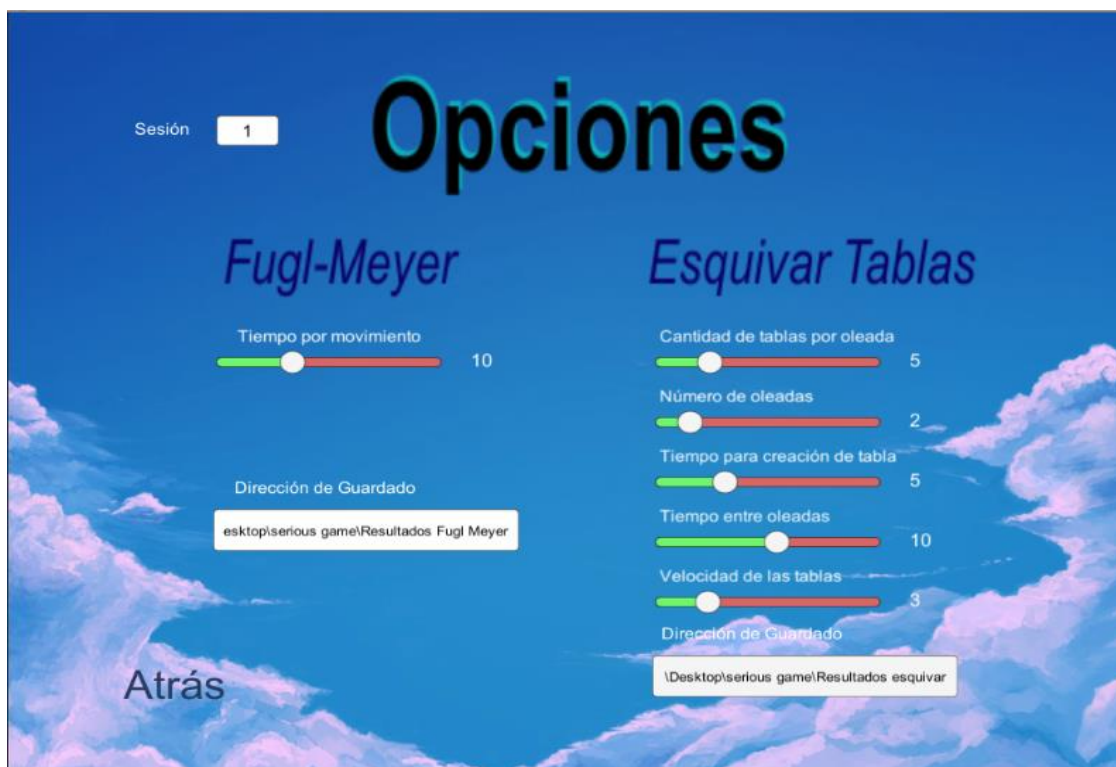 Opciones
Sesión 1
Fugl-Meyer
Tiempo por movimiento
10
Dirección de Guardado
esktop\serious game\Resultados Fugl Meyer
Esquivar Tablas
Cantidad de tablas por oleada
5
Número de oleadas
2
Tiempo para creación de tabla
5
Tiempo entre oleadas
10
Velocidad de las tablas
3
Dirección de Guardado
\Desktop\serious game\Resultados esquivar
Atrás